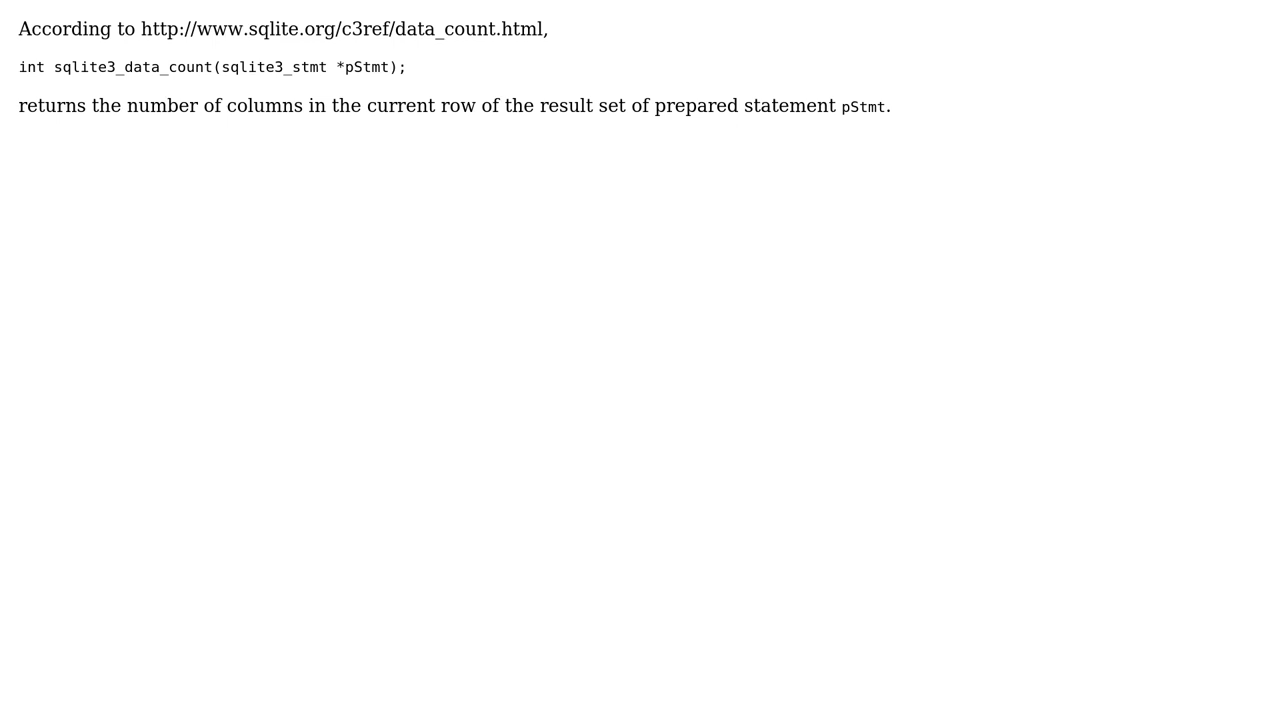 According to http://www.sqlite.org/c3ref/data_count.html,
int sqlite3_data_count(sqlite3_stmt *pStmt);
returns the number of columns in the current row of the result set of prepared statement pStmt.